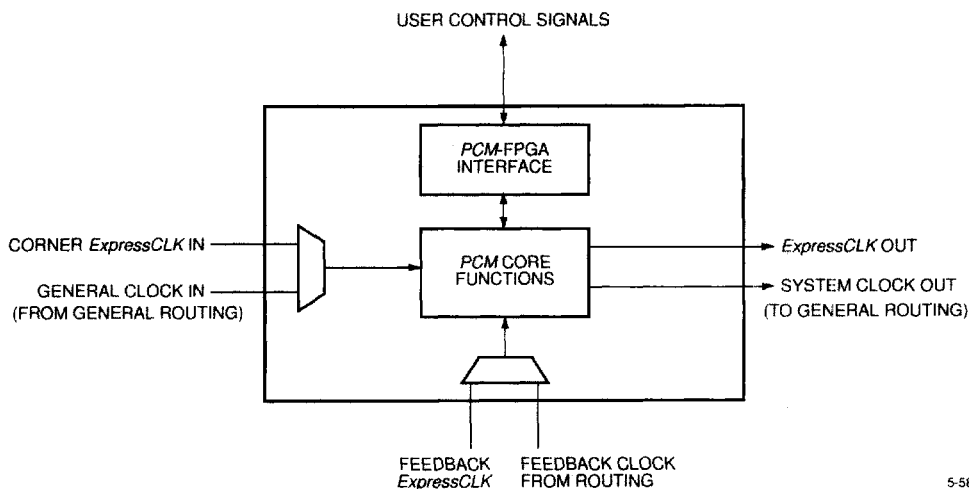 USER CONTROL SIGNALS
PCM-FPGA
INTERFACE
CORNER ExpressCLK IN
GENERAL CLOCK IN
(FROM GENERAL ROUTING)
PCM CORE
FUNCTIONS
ExpressCLK OUT
SYSTEM CLOCK OUT
(TO GENERAL ROUTING)
FEEDBACK
ExpressCLK
FEEDBACK CLOCK
FROM ROUTING